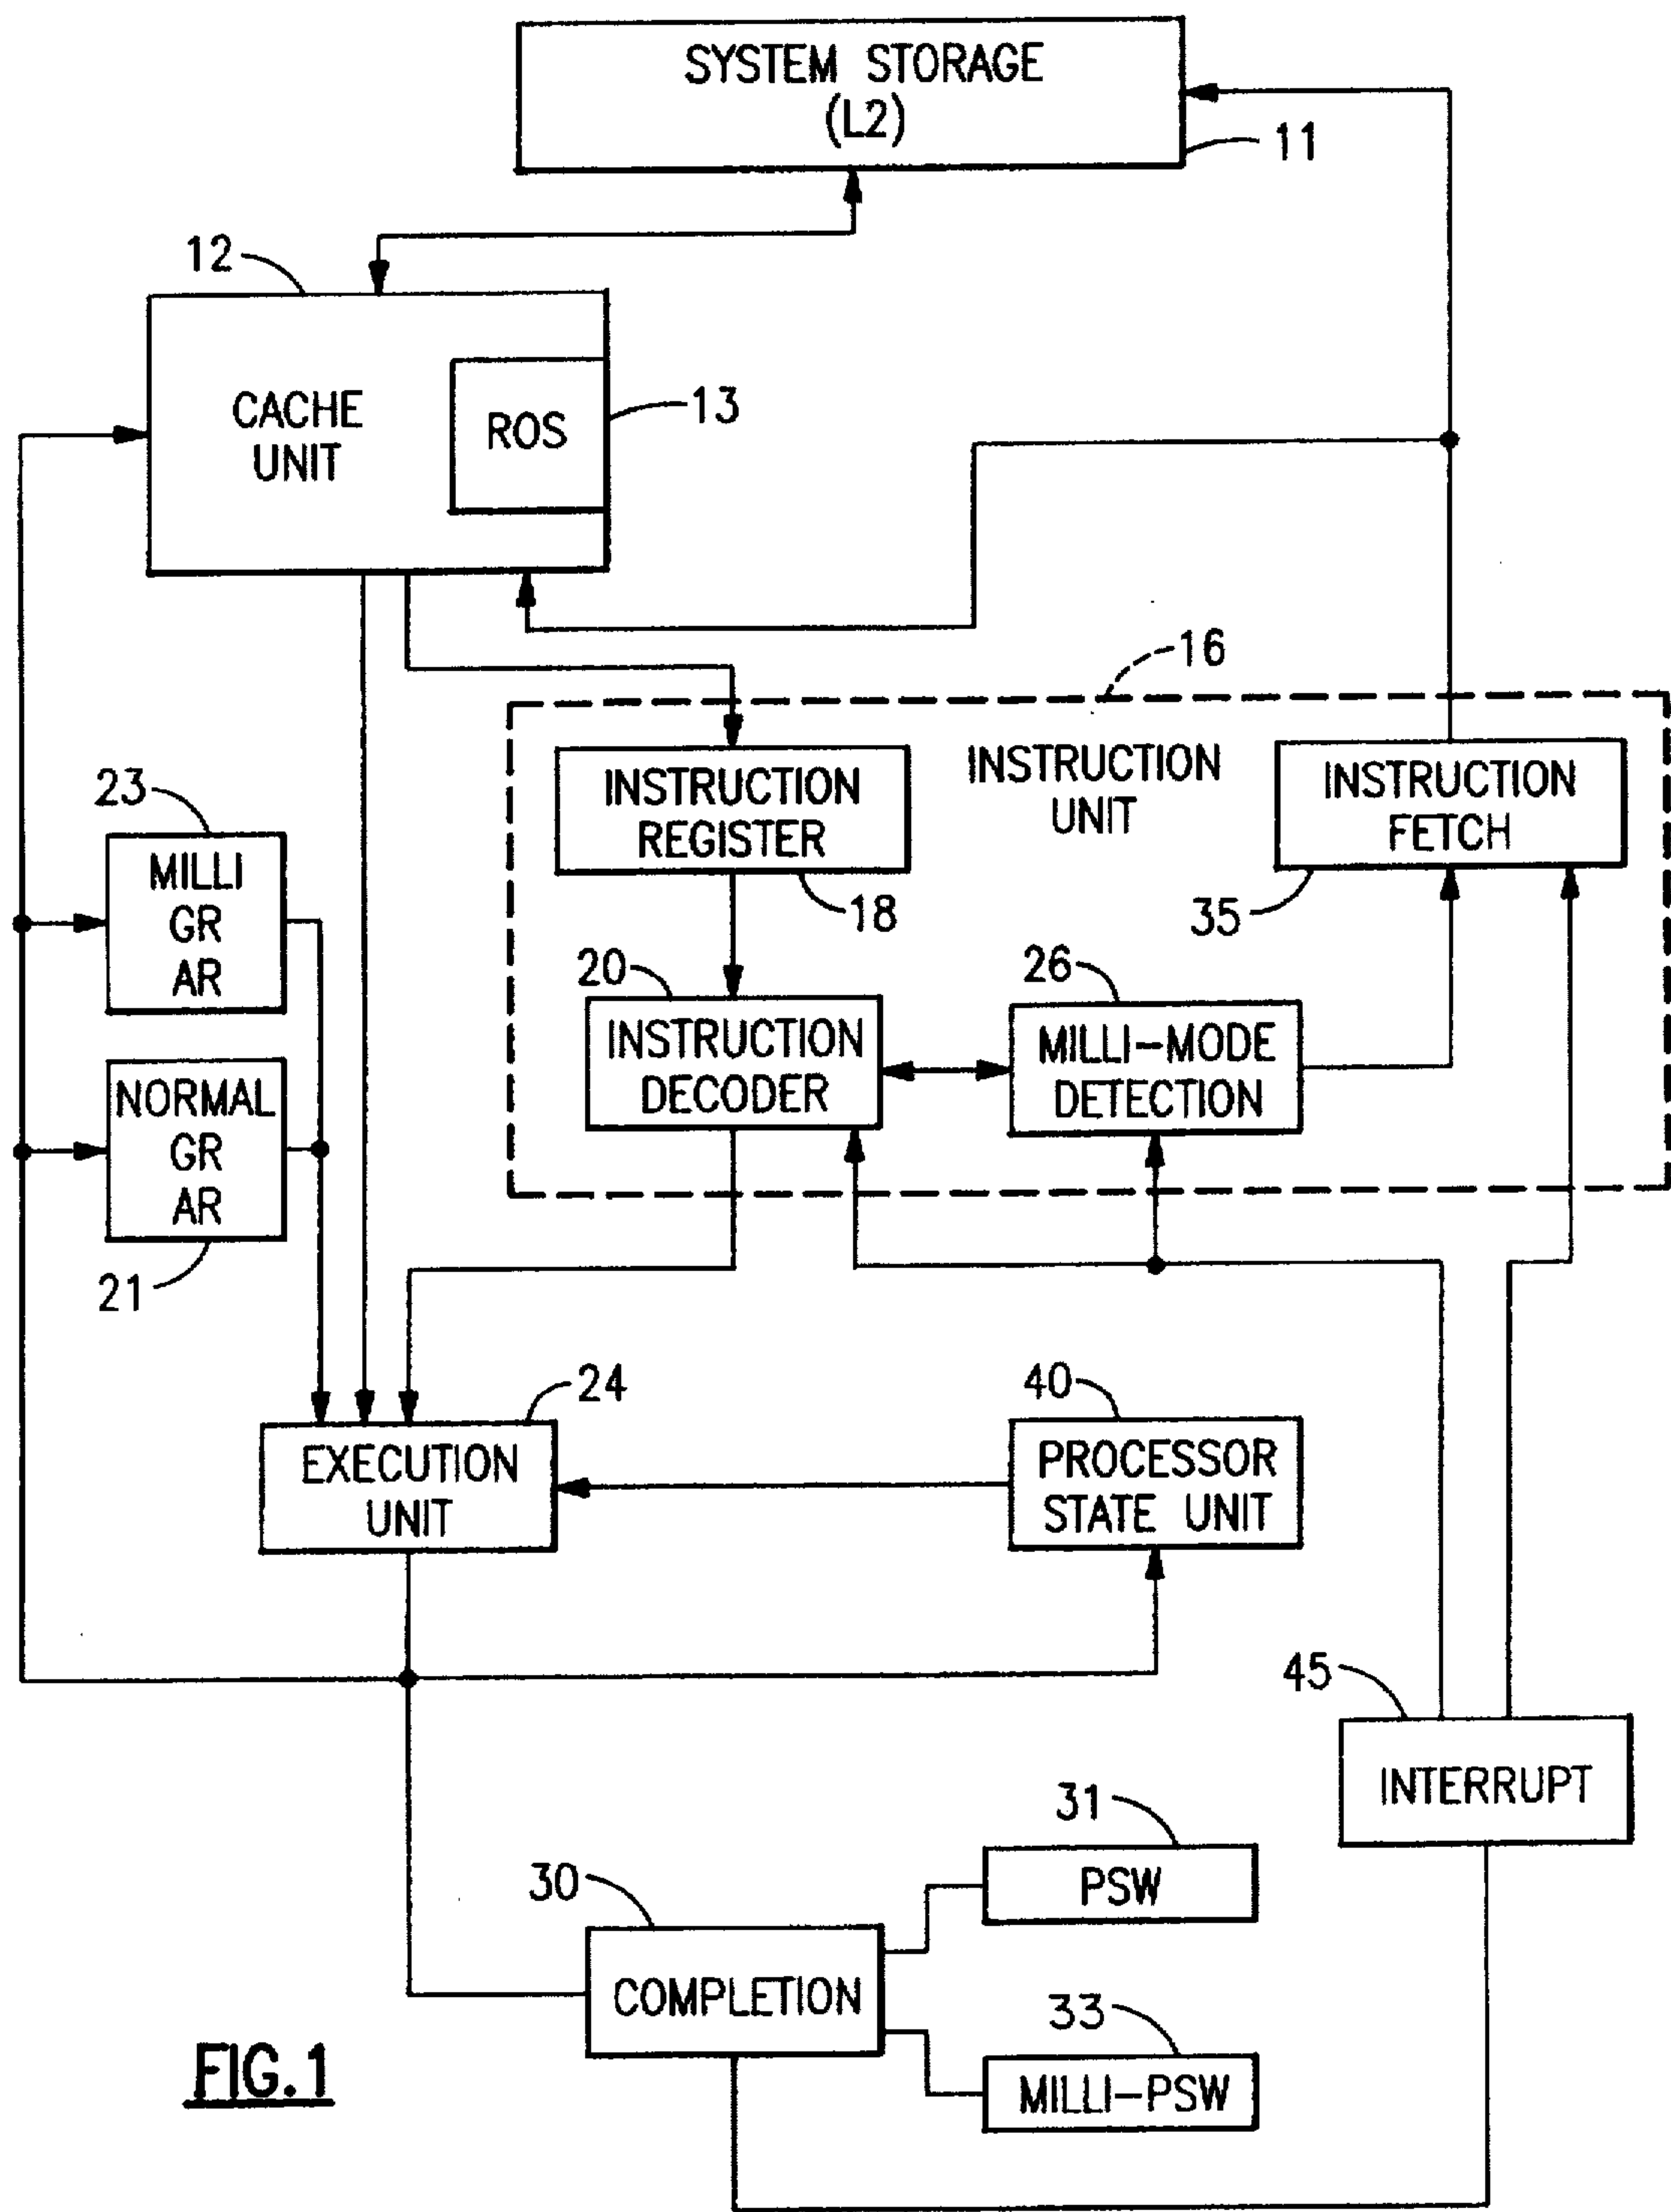 SYSTEM STORAGE
(L2)
11
12
CACHE
UNIT
ROS
13
16
INSTRUCTION
UNIT
INSTRUCTION
REGISTER
18
INSTRUCTION
FETCH
35
23
MILLI
GR
AR
20
INSTRUCTION
DECODER
26
MILLI-MODE
DETECTION
NORMAL
GR
AR
21
24
EXECUTION
UNIT
40
PROCESSOR
STATE UNIT
45
INTERRUPT
31
PSW
30
COMPLETION
33
MILLI-PSW
FIG.1